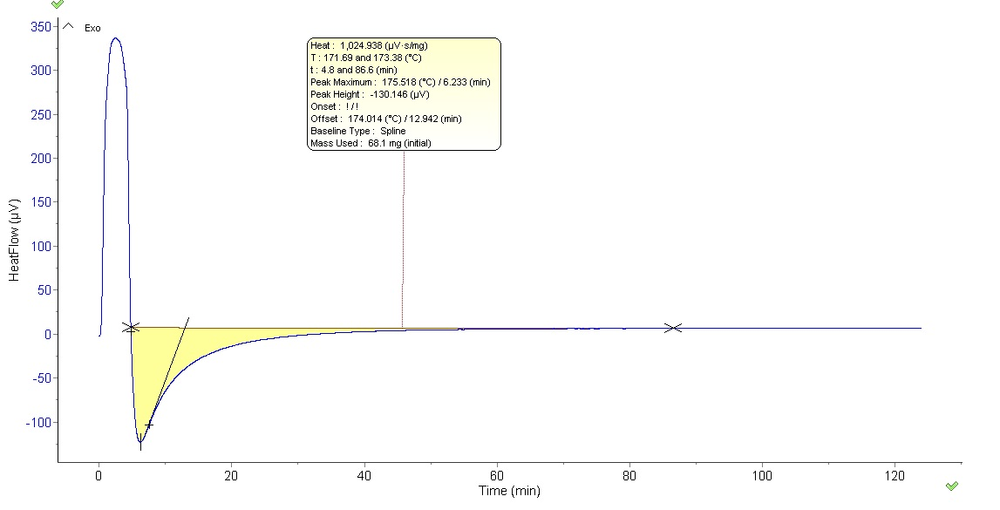 350
Exo
300
250
200
150
100
50
0
-50
-100
HeatFlow (µV)
Heat :  1,024.938 (µV·s/mg)
T : 171.69 and 173.38 (°C)
t : 4.8 and 86.6 (min)
Peak Maximum :  175.518 (°C) / 6.233 (min)
Peak Height :  -130.146 (µV)
Onset :  ! / !
Offset :  174.014 (°C) / 12.942 (min)
Baseline Type :  Spline
Mass Used :  68.1 mg (initial)
0 20 40 60 80 100 120
Time (min)